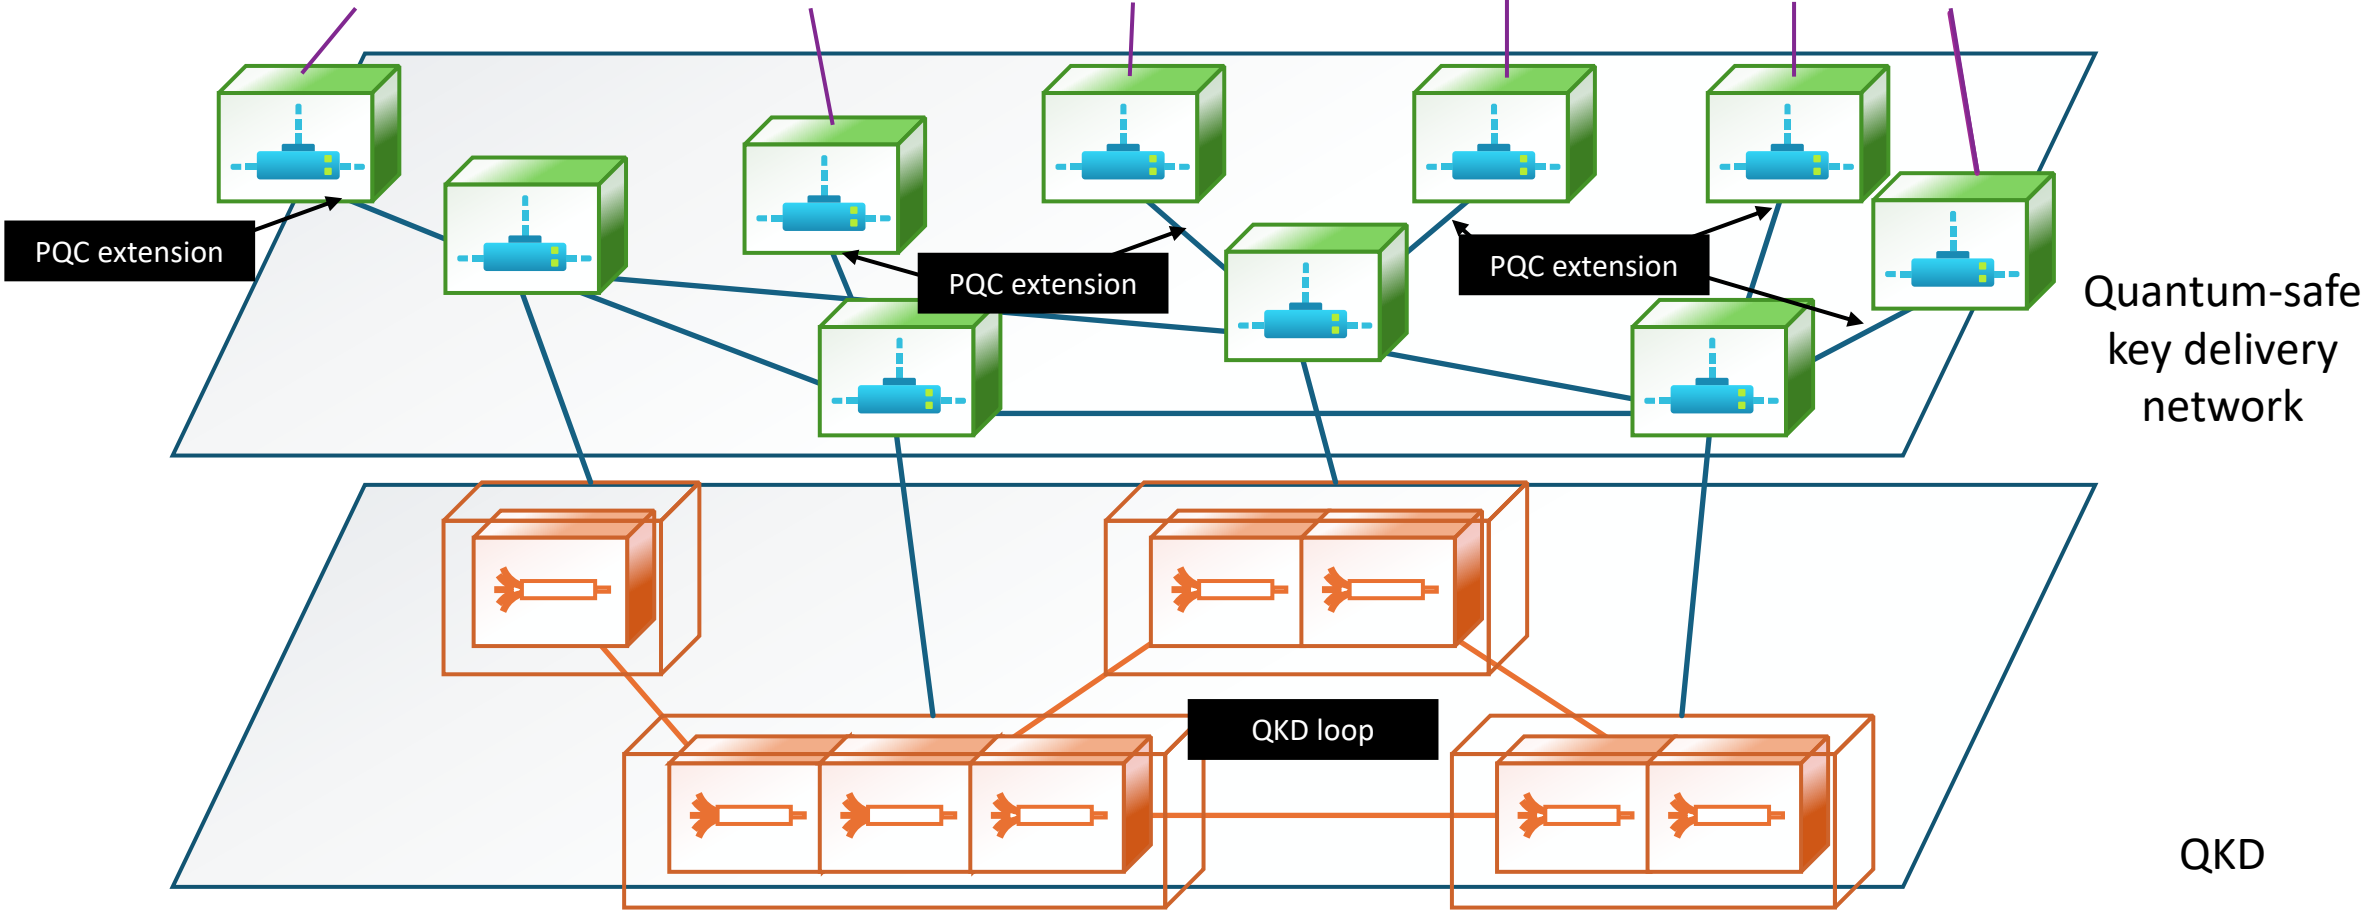 PQC extension
PQC extension
PQC extension
Quantum-safe
key delivery
network
QKD loop
QKD